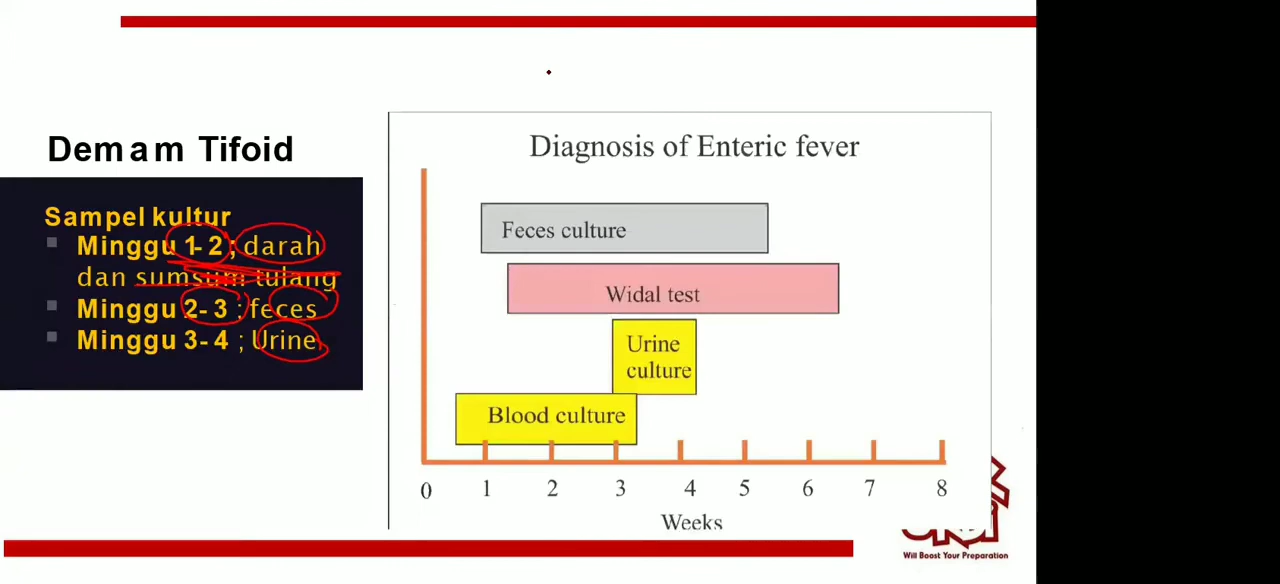 Demam Tifoid
Sampel kultur
Minggu 1-2 ; darah
dan sumsum tulang
Minggu 2-3 ; feces
Minggu 3-4 ; Urine
Diagnosis of Enteric fever
Feces culture
Widal test
Urine
culture
Blood culture
0 1 2 3 4 5 6 7 8
Weeks
Will Boost Your Preparation